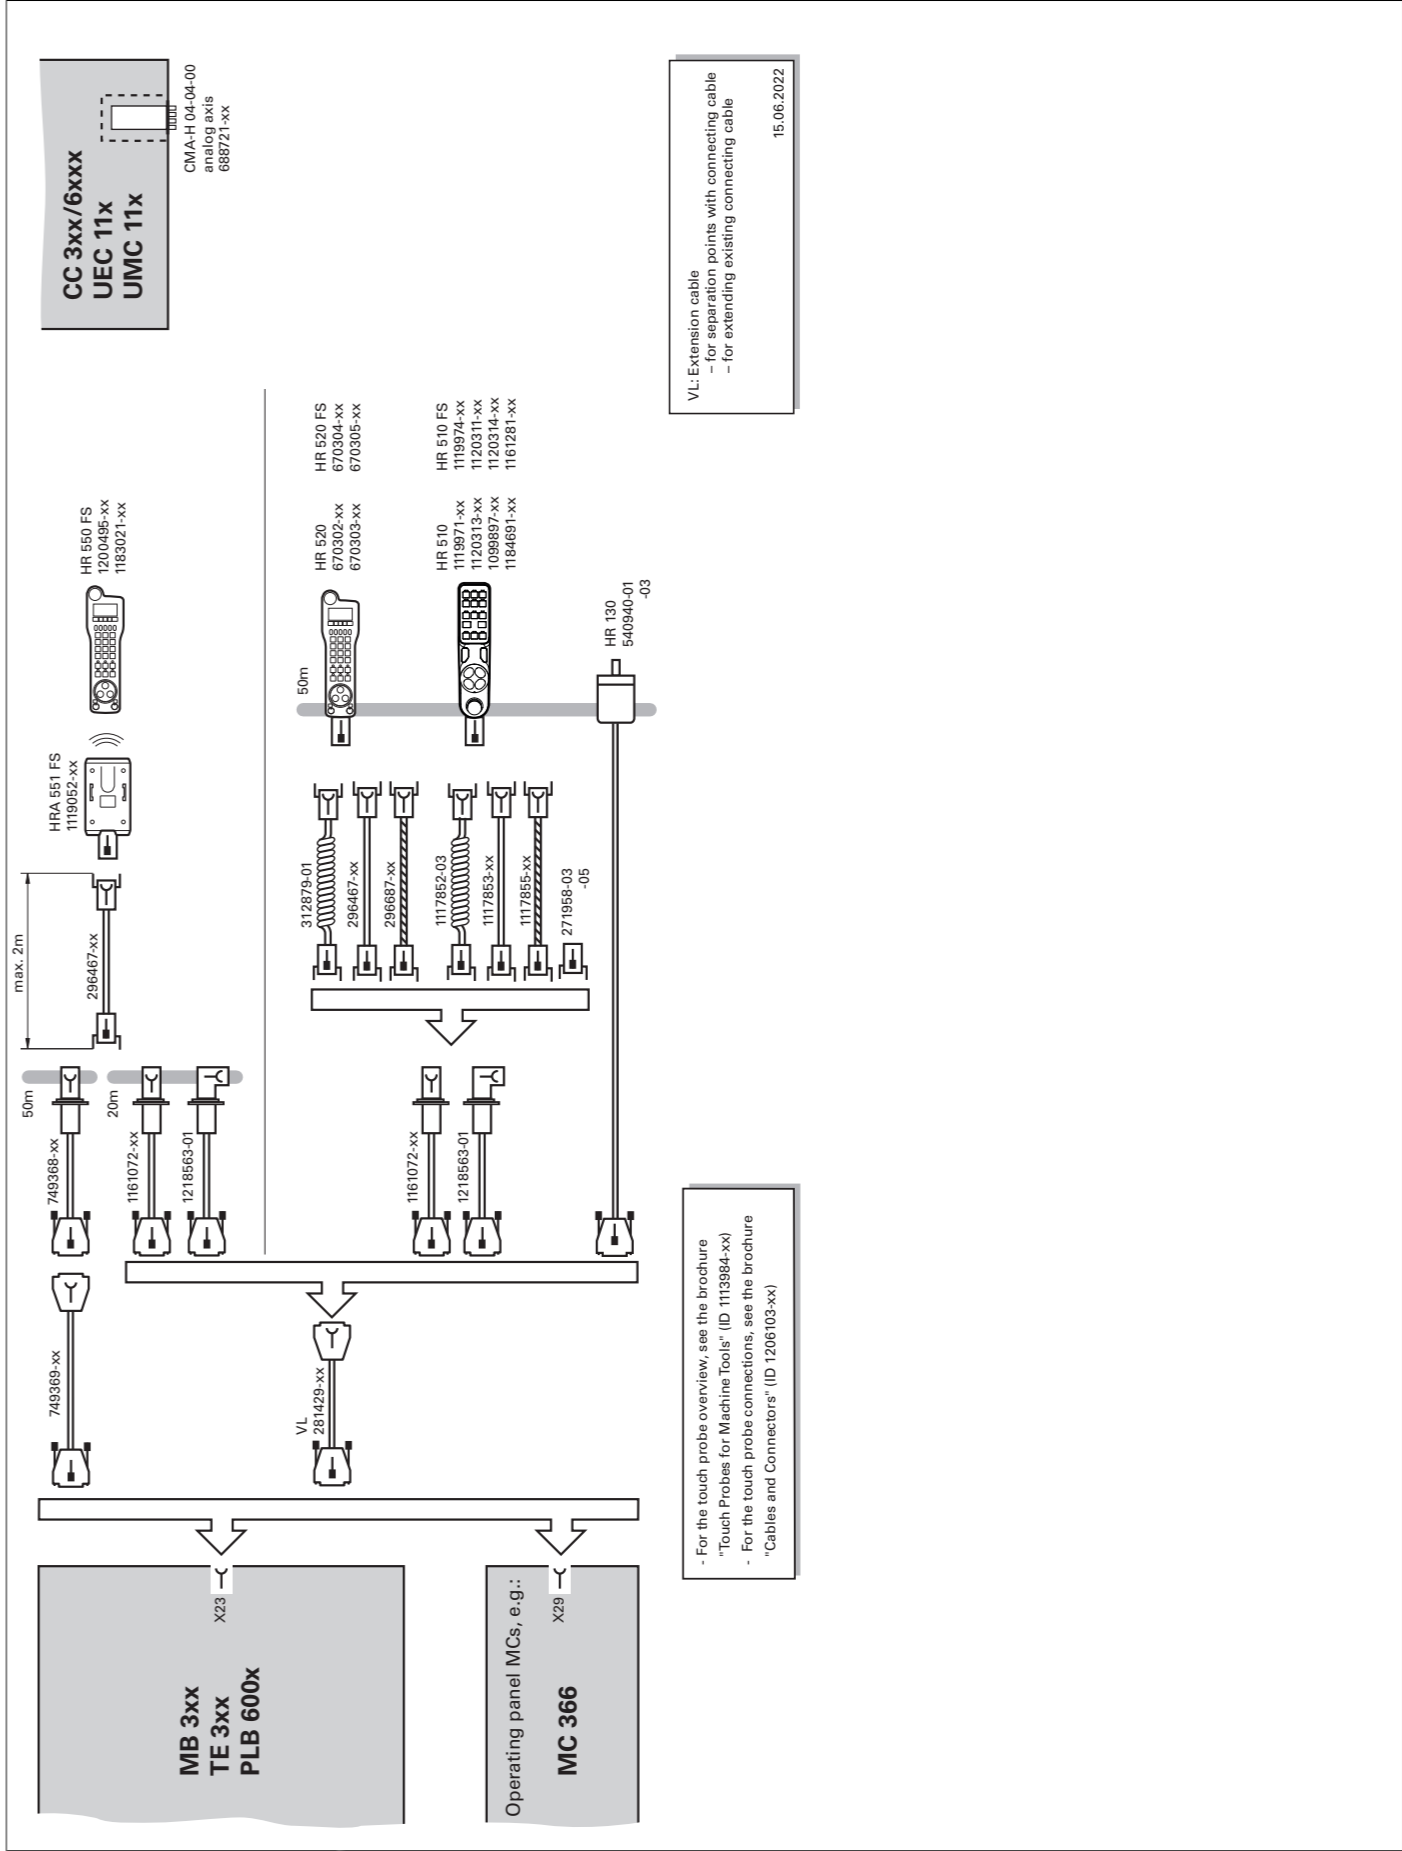 MB 3xx
TE 3xx
PLB 600x
X23
Operating panel MCs, e.g.:
MC 366
X29
749369-xx
VL
281429-xx
50m
749368-xx
20m
1161072-xx
1218563-01
max. 2m
296467-xx
HRA 551 FS
1119052-xx
HR 550 FS
1200495-xx
1183021-xx
1161072-xx
1218563-01
312879-01
296467-xx
296687-xx
1117852-03
1117853-xx
1117855-xx
271958-03
-05
50m
HR 520
670302-xx
670303-xx
HR 520 FS
670304-xx
670305-xx
HR 510
1119971-xx
1120313-xx
1099897-xx
1184691-xx
HR 510 FS
1119974-xx
1120311-xx
1120314-xx
1161281-xx
HR 130
540940-01
-03
CC 3xx/6xxx
UEC 11x
UMC 11x
CMA-H 04-04-00
analog axis
688721-xx
- For the touch probe overview, see the brochure
"Touch Probes for Machine Tools" (ID 1113984-xx)
- For the touch probe connections, see the brochure
"Cables and Connectors" (ID 1206103-xx)
VL: Extension cable
– for separation points with connecting cable
– for extending existing connecting cable
15.06.2022